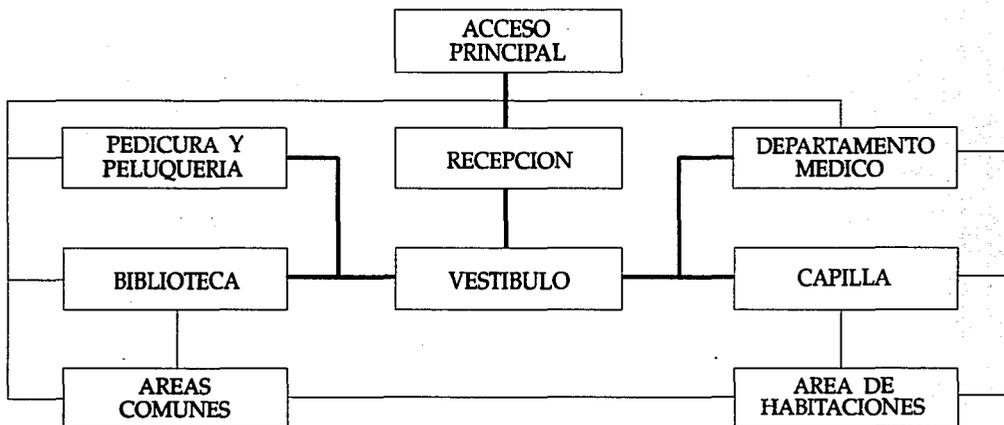 ACCESO
PRINCIPAL
PEDICURA Y
PELUQUERIA
RECEPCION
DEPARTAMENTO
MEDICO
BIBLIOTECA
VESTIBULO
CAPILLA
AREAS
COMUNES
AREA DE
HABITACIONES